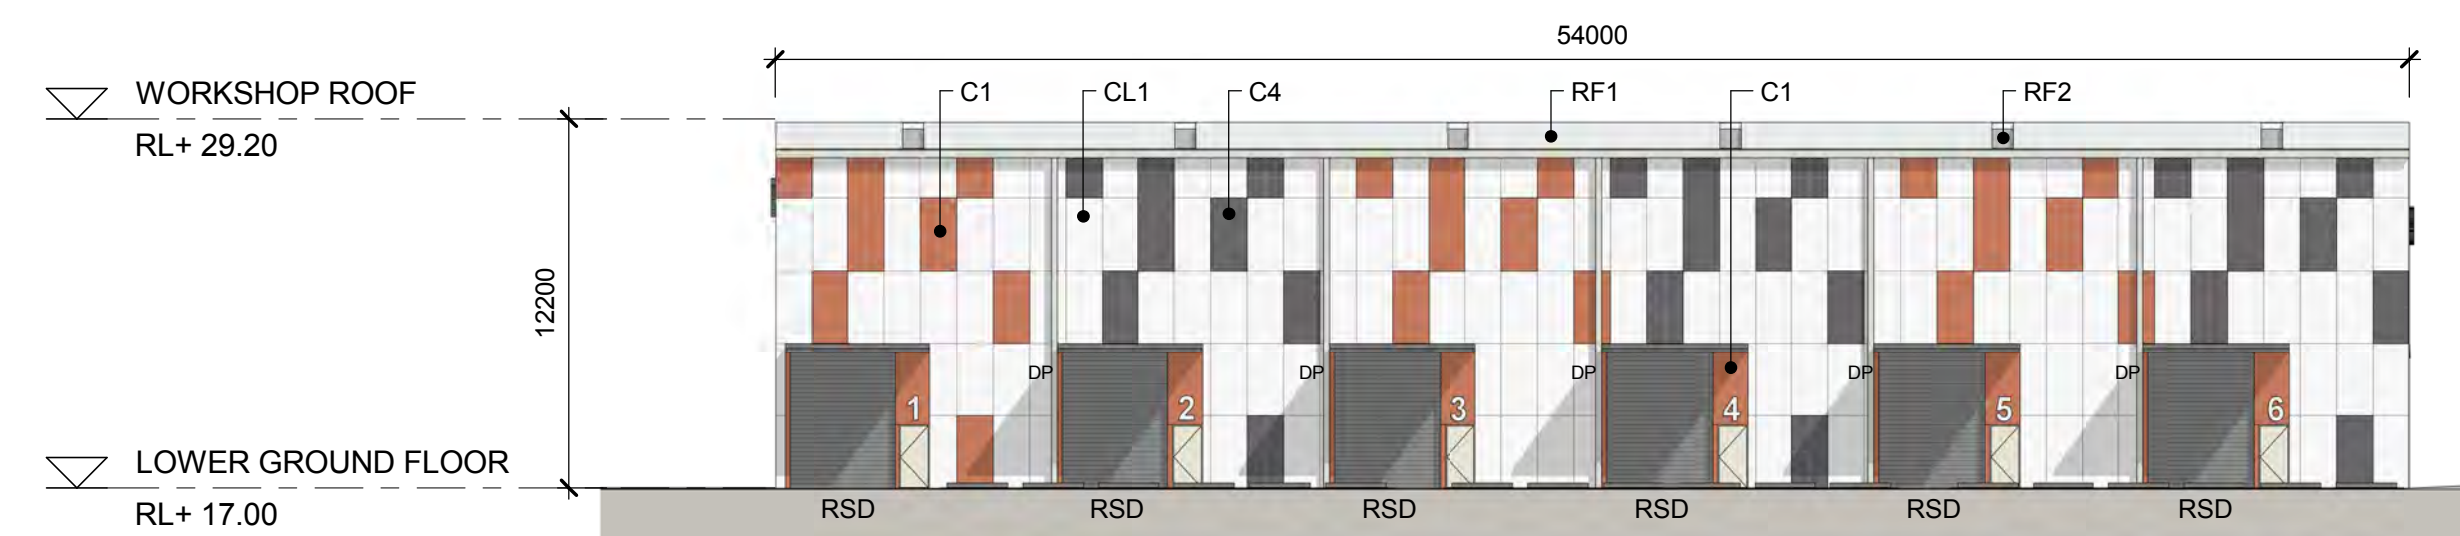 54000
WORKSHOP ROOF
C1 CL1 C4 RF1 C1 RF2
RL+ 29.20
12200
DP DP DP DP DP
1 2 3 4 5 6
LOWER GROUND FLOOR
RL+ 17.00
RSD RSD RSD RSD RSD RSD